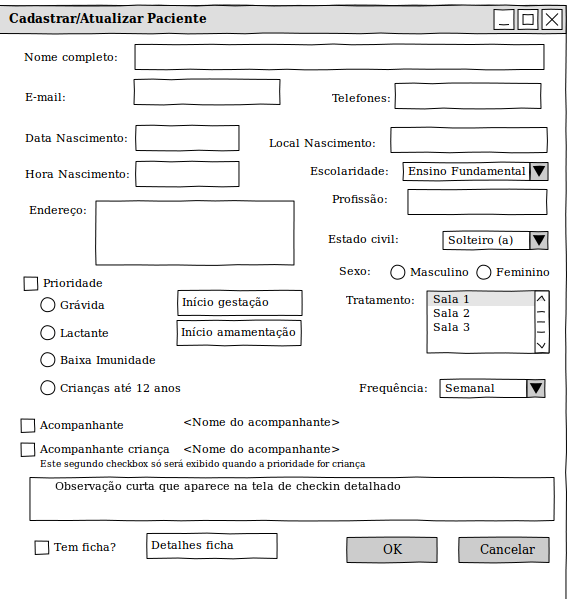 Cadastrar/Atualizar Paciente
Nome completo:
E-mail:
Telefones:
Data Nascimento:
Local Nascimento:
Hora Nascimento:
Escolaridade:
Ensino Fundamental
Profissão:
Endereço:
Estado civil:
Solteiro (a)
Sexo:
Masculino
Feminino
Prioridade
Grávida
Início gestação
Tratamento:
Sala 1
Sala 2
Sala 3
Lactante
Início amamentação
Baixa Imunidade
Crianças até 12 anos
Frequência:
Semanal
Acompanhante
<Nome do acompanhante>
Acompanhante criança
<Nome do acompanhante>
Este segundo checkbox só será exibido quando a prioridade for criança
Observação curta que aparece na tela de checkin detalhado
Tem ficha?
Detalhes ficha
OK
Cancelar